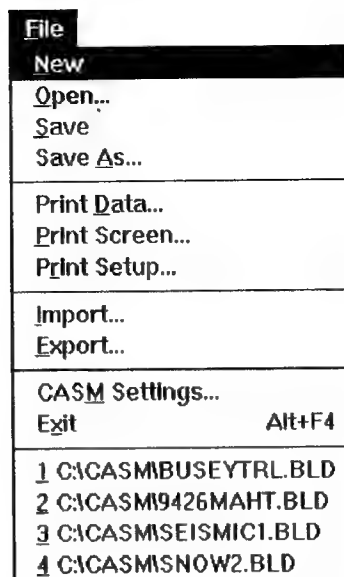 File
New
Open...
Save
Save As...
Print Data...
Print Screen...
Print Setup...
Import...
Export...
CASM Settings...
Exit Alt+F4
1 C:\CASM\BUSEYTRL.BLD
2 C:\CASM\9426MAHT.BLD
3 C:\CASM\SEISMIC1.BLD
4 C:\CASM\SNOW2.BLD